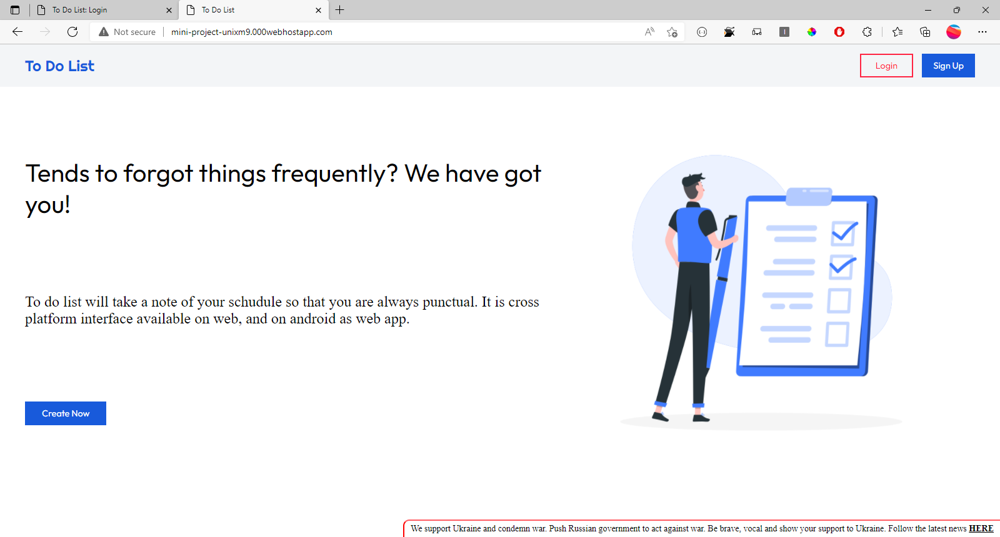 To Do List: Login
To Do List
Not secure
mini-project-unixm9.000webhostapp.com
To Do List
Login
Sign Up
Tends to forgot things frequently? We have got
you!
To do list will take a note of your schudule so that you are always punctual. It is cross
platform interface available on web, and on android as web app.
Create Now
We support Ukraine and condemn war. Push Russian government to act against war. Be brave, vocal and show your support to Ukraine. Follow the latest news HERE